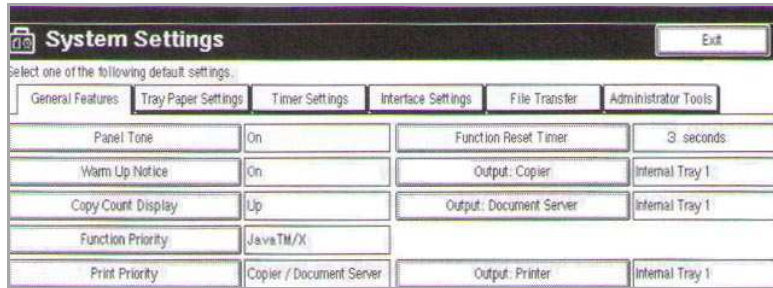 System Settings
Exit
Select one of the following default settings.
General Features Tray Paper Settings Timer Settings Interface Settings File Transfer Administrator Tools
Panel Tone On Function Reset Timer 3 seconds
Warm Up Notice On Output: Copier Internal Tray 1
Copy Count Display Up Output: Document Server Internal Tray 1
Function Priority JavaTM/X
Print Priority Copier / Document Server Output: Printer Internal Tray 1